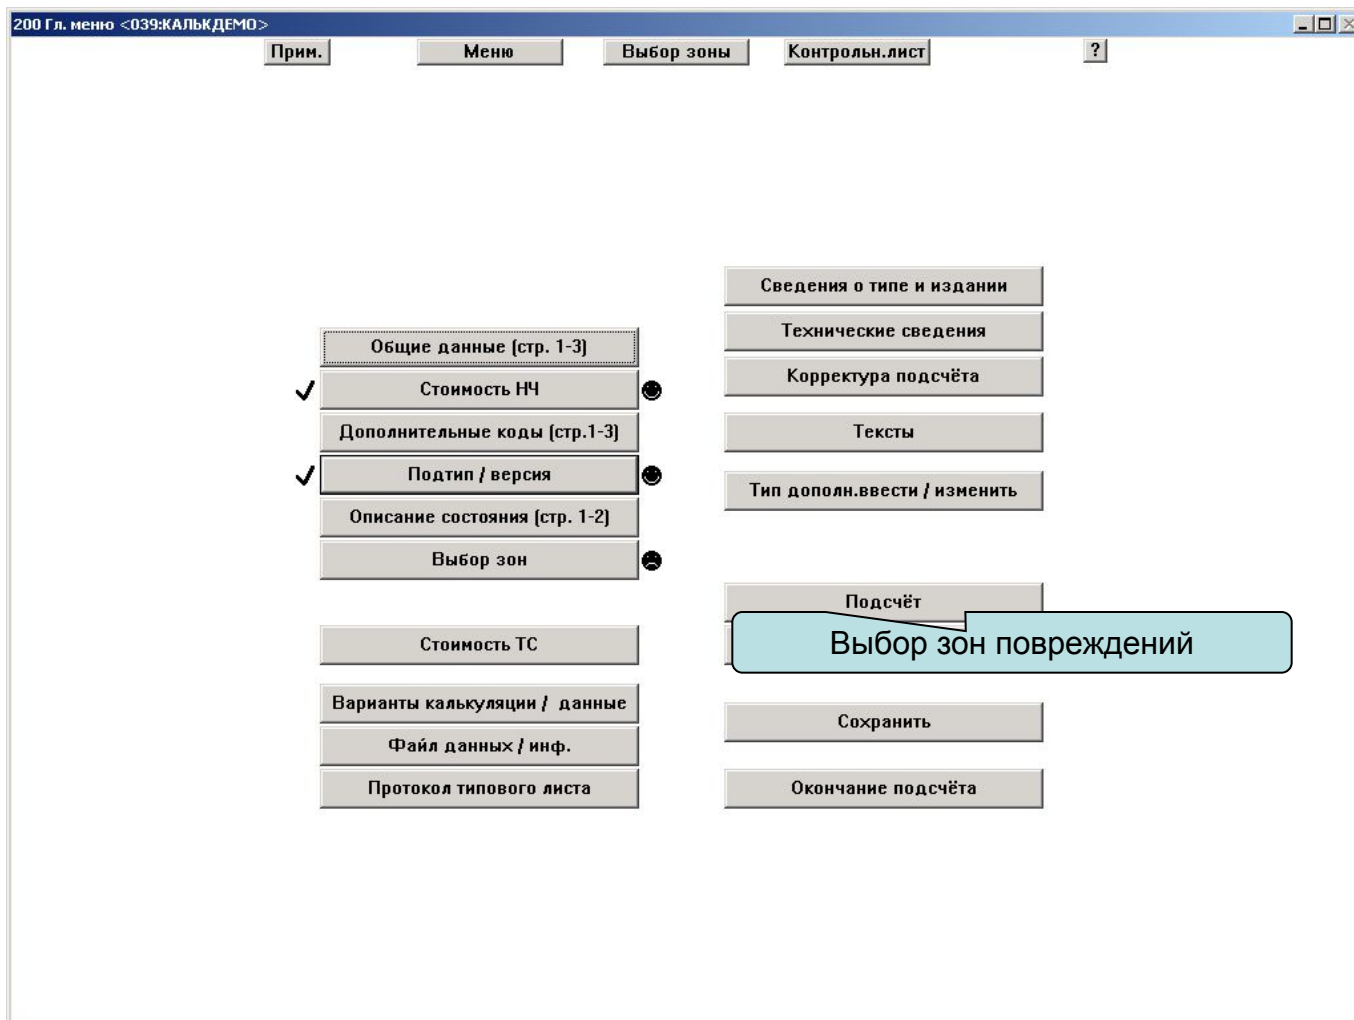 200 Гл. меню <039:КАЛЬКДЕМО>
Прим. Меню Выбор зоны Контрольн.лист ?
Общие данные (стр. 1-3)
Стоимость НЧ
Дополнительные коды (стр.1-3)
Подтип / версия
Описание состояния (стр. 1-2)
Выбор зон
Стоимость ТС
Варианты калькуляции / данные
Файл данных / инф.
Протокол типового листа
Сведения о типе и издании
Технические сведения
Корректура подсчёта
Тексты
Тип дополн.ввести / изменить
Подсчёт
Выбор зон повреждений
Сохранить
Окончание подсчёта